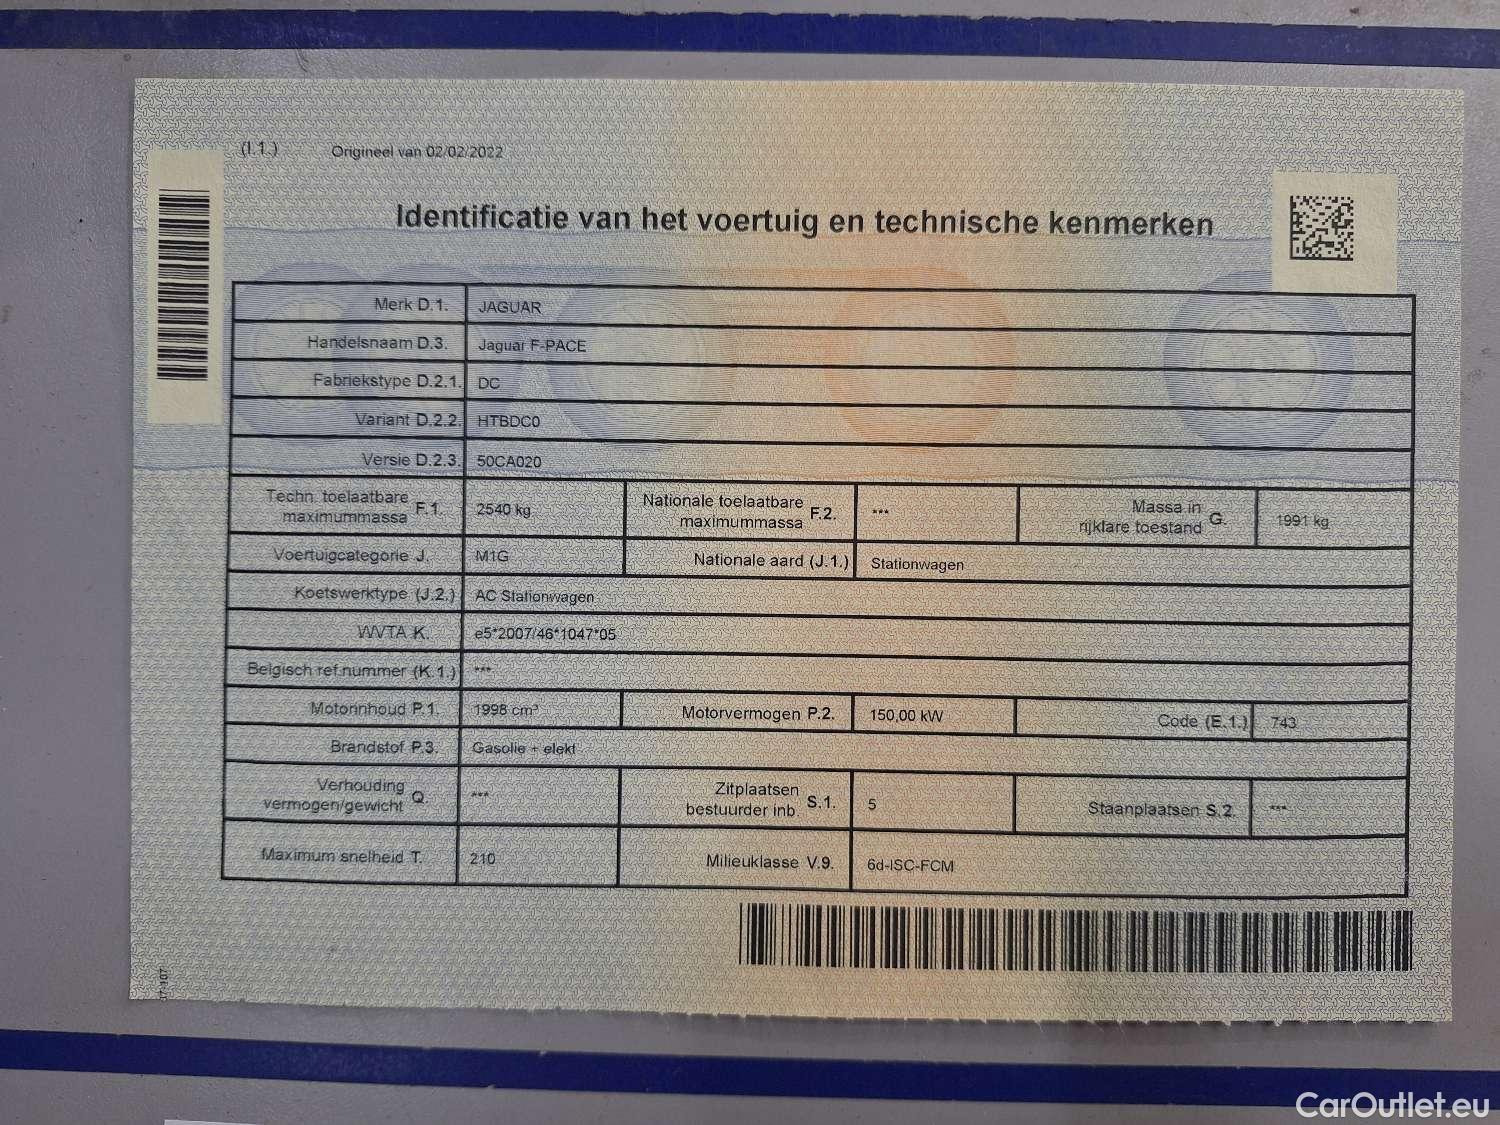 (I.1.) Origineel van 02/02/2022
Identificatie van het voertuig en technische kenmerken
Merk D.1. JAGUAR
Handelsnaam D.3. Jaguar F-PACE
Fabriekstype D.2.1. DC
Variant D.2.2. HTBDC0
Versie D.2.3. 50CA020
Techn. toelaatbare maximummassa F.1. 2540 kg Nationale toelaatbare maximummassa F.2. *** Massa in rijklare toestand G. 1991 kg
Voertuigcategorie J. M1G Nationale aard (J.1.) Stationwagen
Koetswerktype (J.2.) AC Stationwagen
WVTA K. e5*2007/46*1047*05
Belgisch ref.nummer (K.1.) ***
Motorinhoud P.1. 1998 cm³ Motorvermogen P.2. 150,00 kW Code (E.1.) 743
Brandstof P.3. Gasolie + elekt
Verhouding vermogen/gewicht Q. *** Zitplaatsen bestuurder inb. S.1. 5 Staanplaatsen S.2. ***
Maximum snelheid T. 210 Milieuklasse V.9. 6d-ISC-FCM
CarOutlet.eu